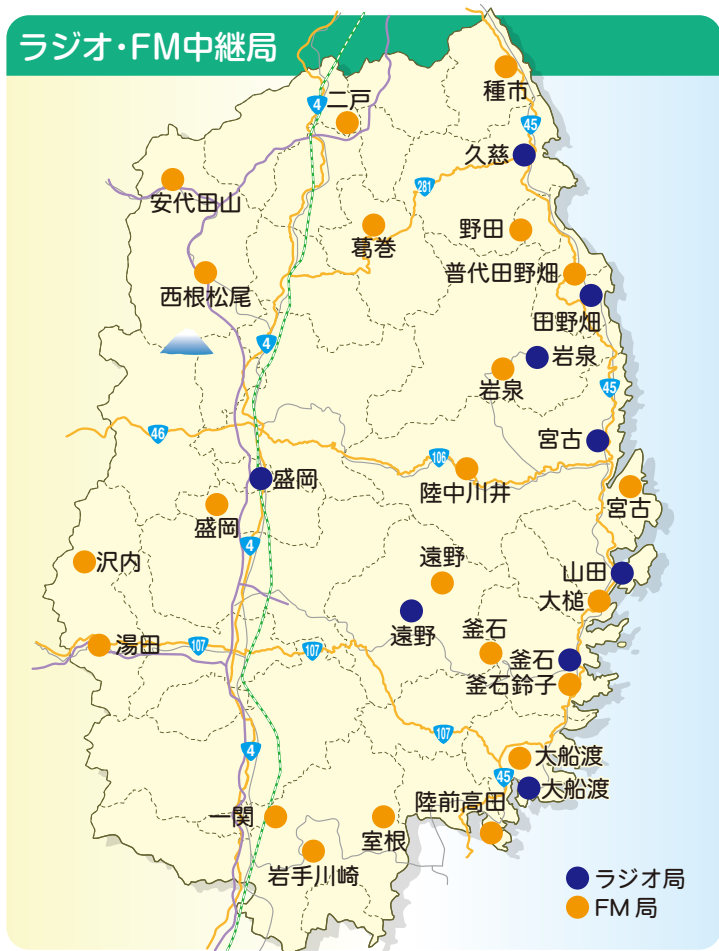 ラジオ・FM中継局
種市
4
二戸
45
久慈
281
安代田山
葛巻
野田
普代田野畑
西根松尾
田野畑
4
岩泉
岩泉
45
46
宮古
106
盛岡
陸中川井
宮古
盛岡
4
遠野
沢内
山田
大槌
遠野
釜石
湯田
107
107
釜石
釜石鈴子
107
4
大船渡
45
大船渡
陸前高田
一関
室根
岩手川崎
ラジオ局
FM局